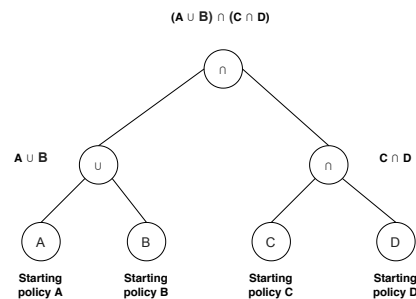 (A ∪ B) ∩ (C ∩ D)
∩
A ∪ B
∪
∩
C ∩ D
A
B
C
D
Starting
policy A
Starting
policy B
Starting
policy C
Starting
policy D